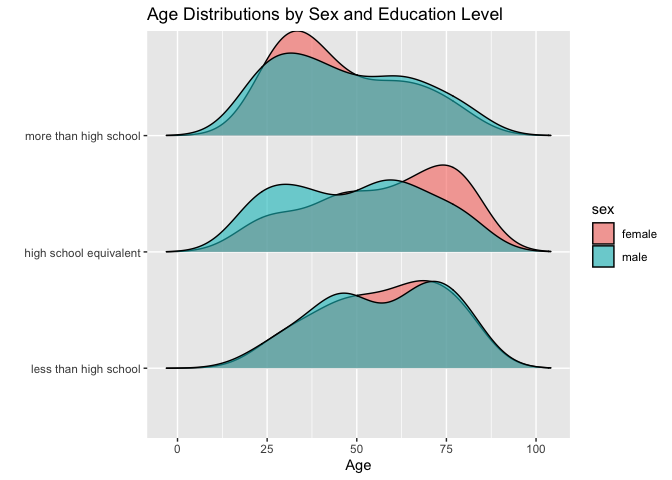 Age Distributions by Sex and Education Level
more than high school
high school equivalent
less than high school
0 25 50 75 100
Age
sex
female
male